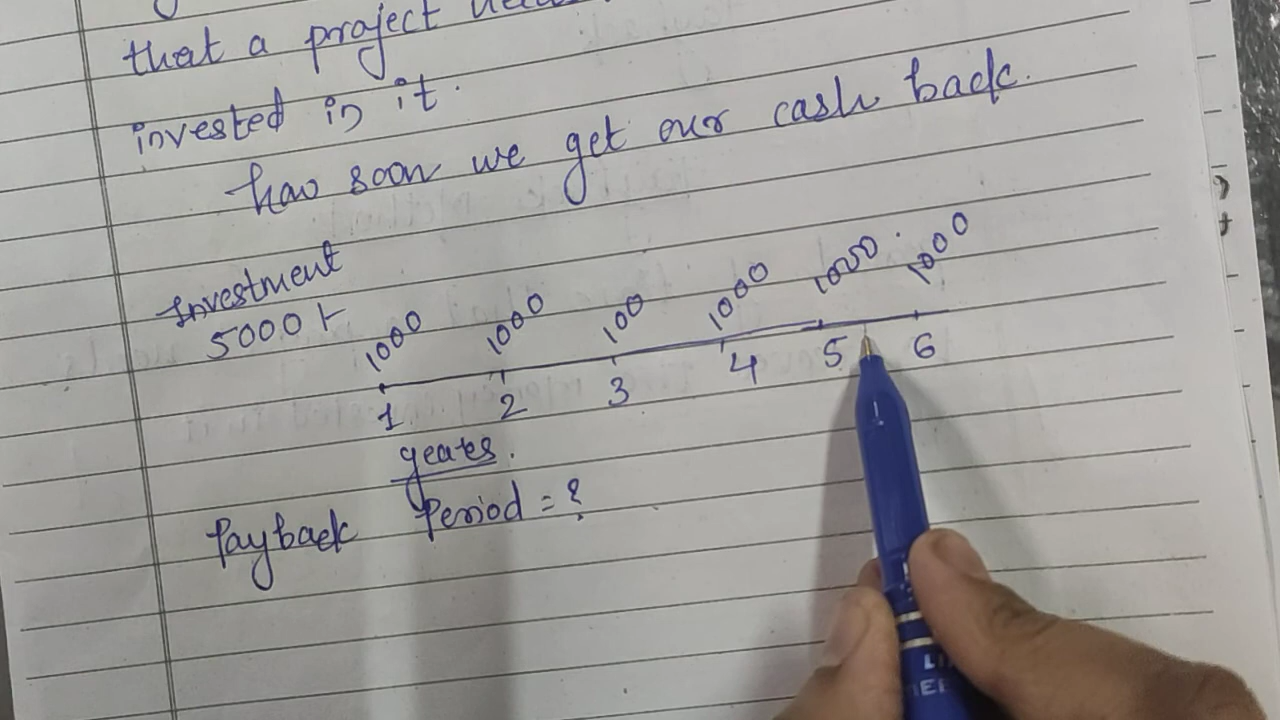 that a project
invested in it.
how soon we get our cash back.
Investment
5000
1000 1000 100 1000 1000. 1000
1 2 3 4 5 6
years.
Payback Period = ?